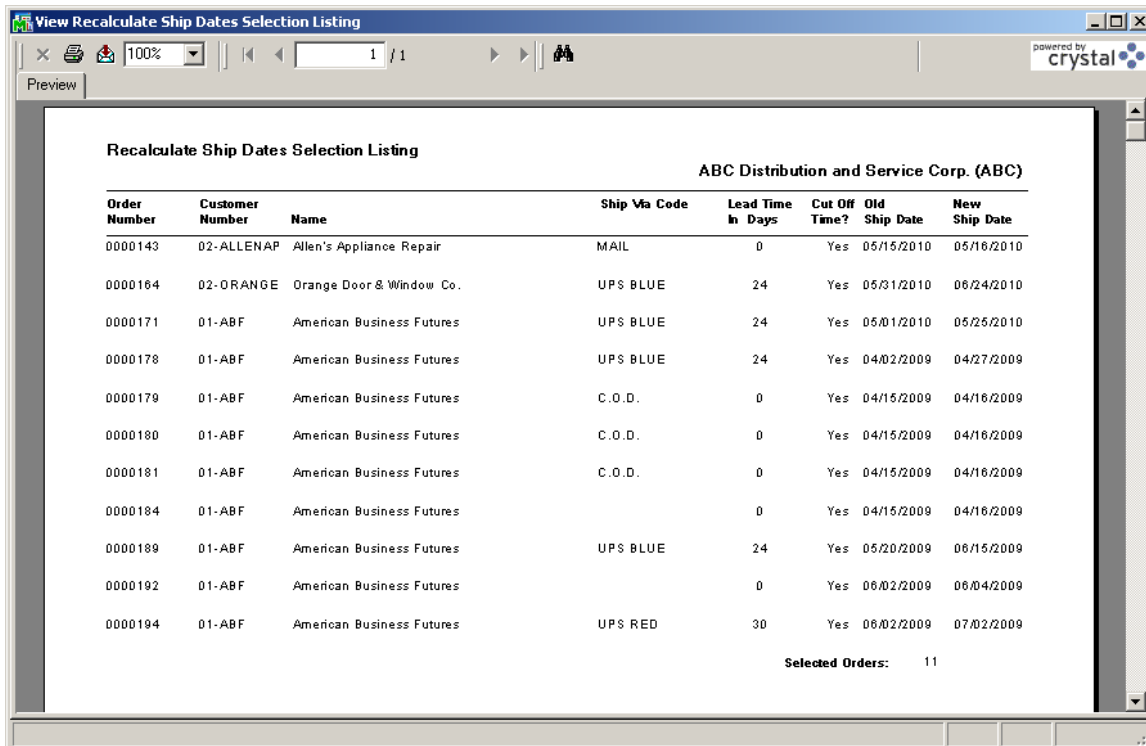 View Recalculate Ship Dates Selection Listing
100% 1 / 1 powered by crystal
Preview
Recalculate Ship Dates Selection Listing
ABC Distribution and Service Corp. (ABC)
Order Customer Ship Via Code Lead Time Cut Off Old New
Number Number Name In Days Time? Ship Date Ship Date
0000143 02-ALLENAP Allen's Appliance Repair MAIL 0 Yes 05/15/2010 05/16/2010
0000164 02-ORANGE Orange Door & Window Co. UPS BLUE 24 Yes 05/31/2010 06/24/2010
0000171 01-ABF American Business Futures UPS BLUE 24 Yes 05/01/2010 05/25/2010
0000178 01-ABF American Business Futures UPS BLUE 24 Yes 04/02/2009 04/27/2009
0000179 01-ABF American Business Futures C.O.D. 0 Yes 04/15/2009 04/16/2009
0000180 01-ABF American Business Futures C.O.D. 0 Yes 04/15/2009 04/16/2009
0000181 01-ABF American Business Futures C.O.D. 0 Yes 04/15/2009 04/16/2009
0000184 01-ABF American Business Futures 0 Yes 04/15/2009 04/16/2009
0000189 01-ABF American Business Futures UPS BLUE 24 Yes 05/20/2009 06/15/2009
0000192 01-ABF American Business Futures 0 Yes 06/02/2009 06/04/2009
0000194 01-ABF American Business Futures UPS RED 30 Yes 06/02/2009 07/02/2009
Selected Orders: 11